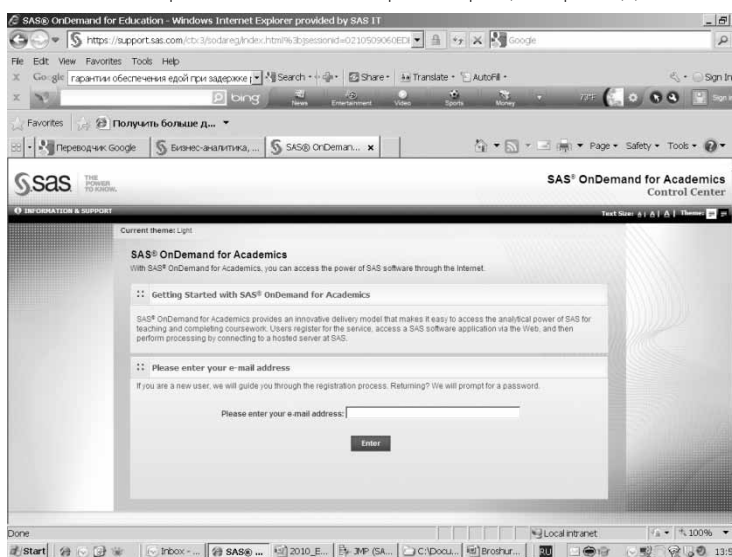 SAS® OnDemand for Education - Windows Internet Explorer provided by SAS IT
https://support.sas.com/ctx3/sodareg/index.html%3bjsessionid=0210509060EDI
Google
File Edit View Favorites Tools Help
Google гарантии обеспечения едой при задержке Search Share Translate AutoFill Sign In
bing News Entertainment Video Sports Money 77°F Sign in
Favorites Получить больше д...
Переводчик Google Бизнес-аналитика, ... SAS® OnDeman... x Page Safety Tools
sas THE POWER TO KNOW.
SAS® OnDemand for Academics
Control Center
INFORMATION & SUPPORT Text Size: A | A | A | Theme:
Current theme: Light
SAS® OnDemand for Academics
With SAS® OnDemand for Academics, you can access the power of SAS software through the Internet.
Getting Started with SAS® OnDemand for Academics
SAS® OnDemand for Academics provides an innovative delivery model that makes it easy to access the analytical power of SAS for
teaching and completing coursework. Users register for the service, access a SAS software application via the Web, and then
perform processing by connecting to a hosted server at SAS.
Please enter your e-mail address
If you are a new user, we will guide you through the registration process. Returning? We will prompt for a password.
Please enter your e-mail address:
Enter
Done Local intranet 100%
Start Inbox - ... SAS® ... 2010_E... JMP (SA... C:\Docu... Broshur... RU